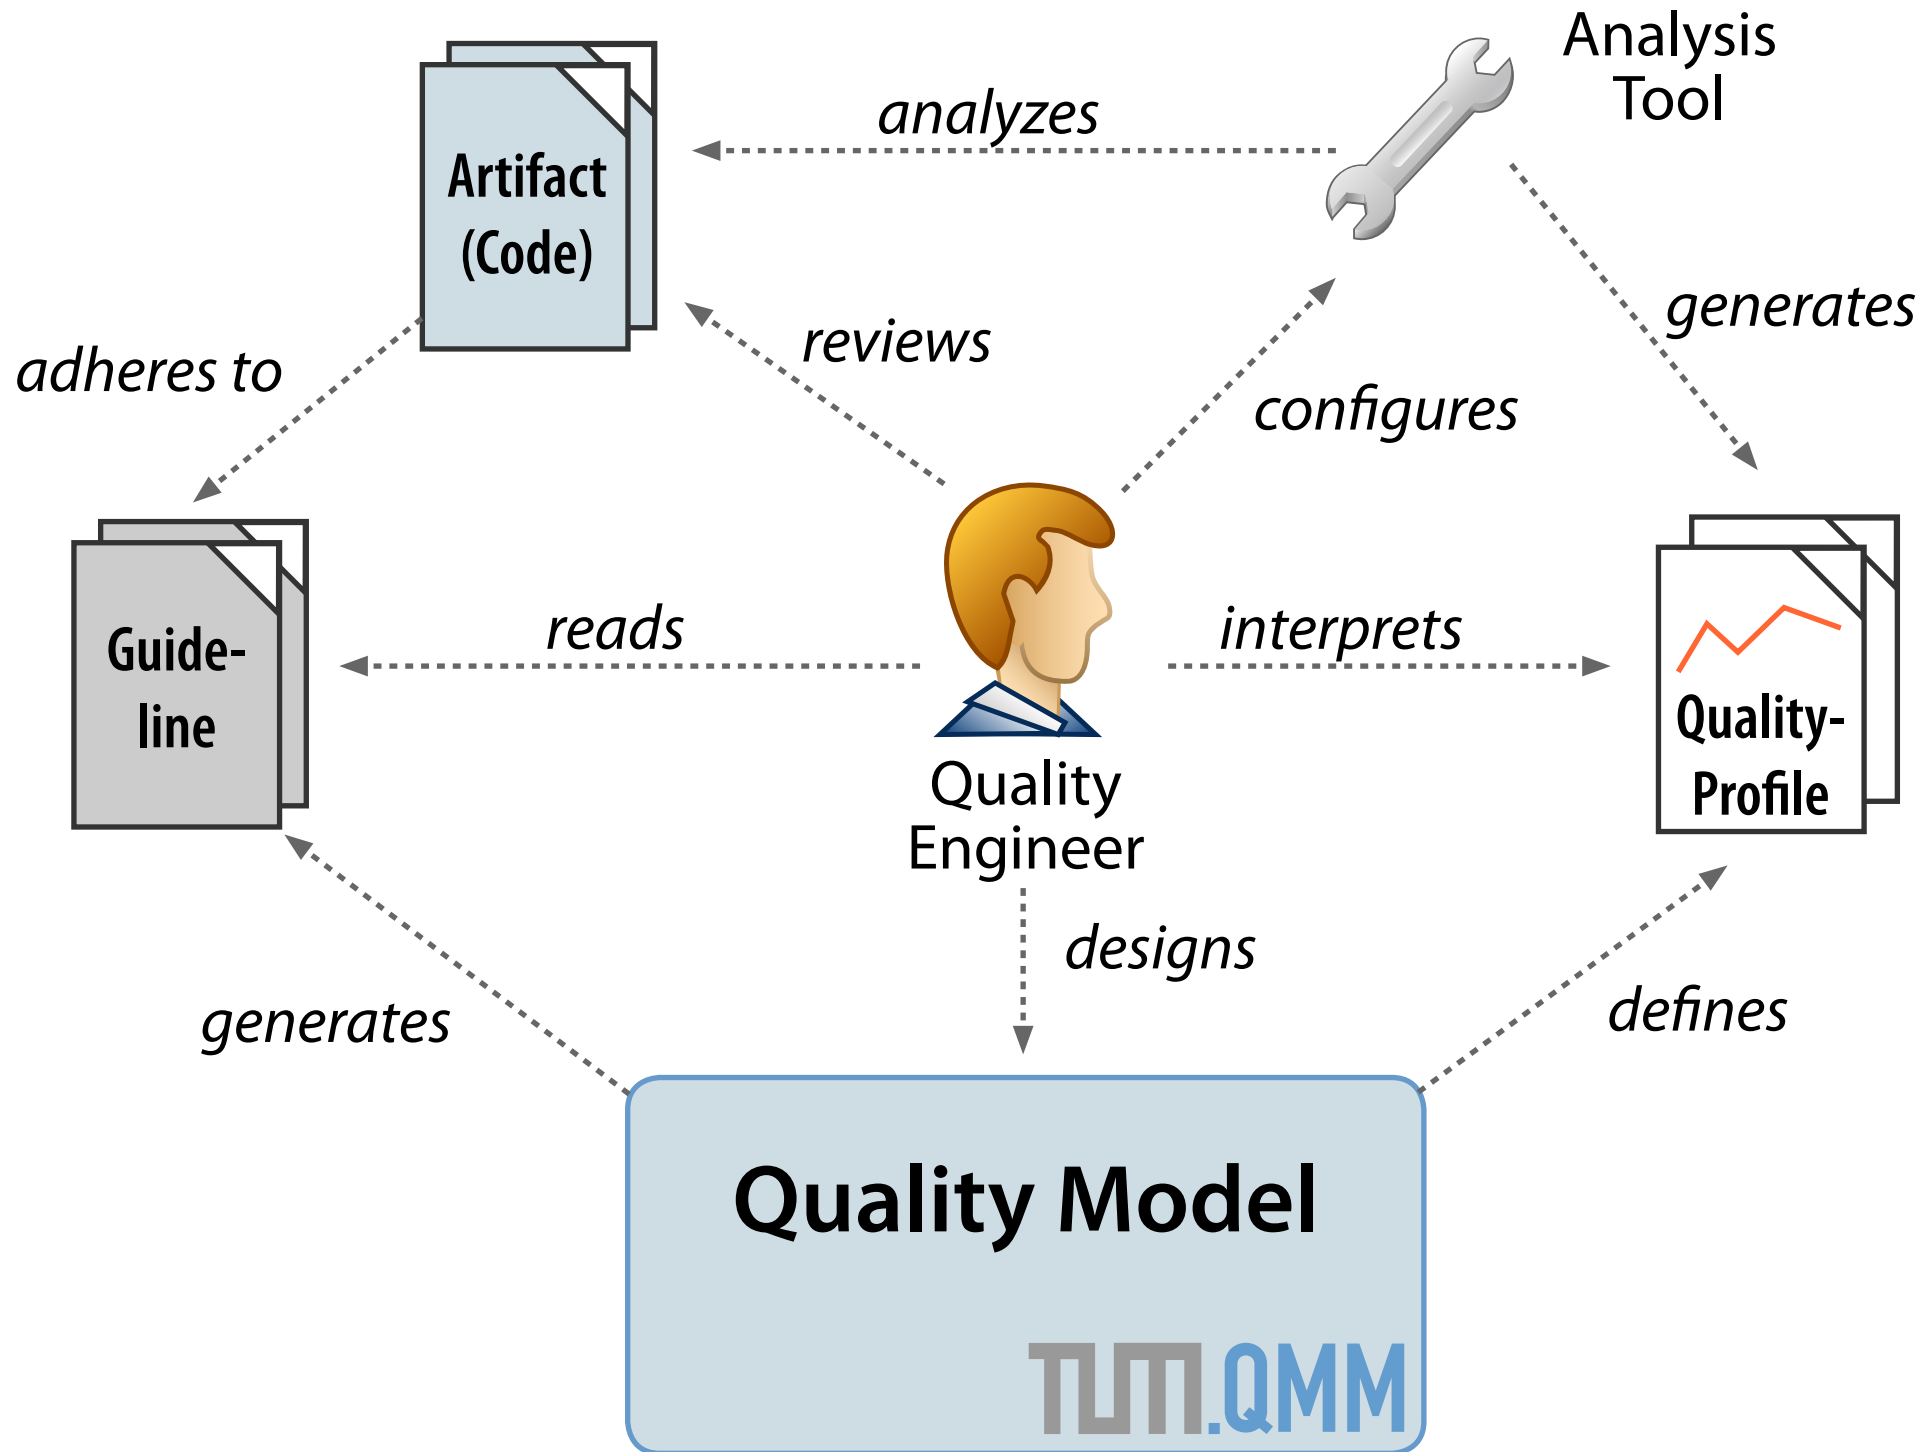 Analysis
Tool
analyzes
Artifact
(Code)
generates
reviews
adheres to
configures
reads
interprets
Guide-
line
Quality-
Profile
Quality
Engineer
designs
generates
defines
Quality Model
TUM.QMM